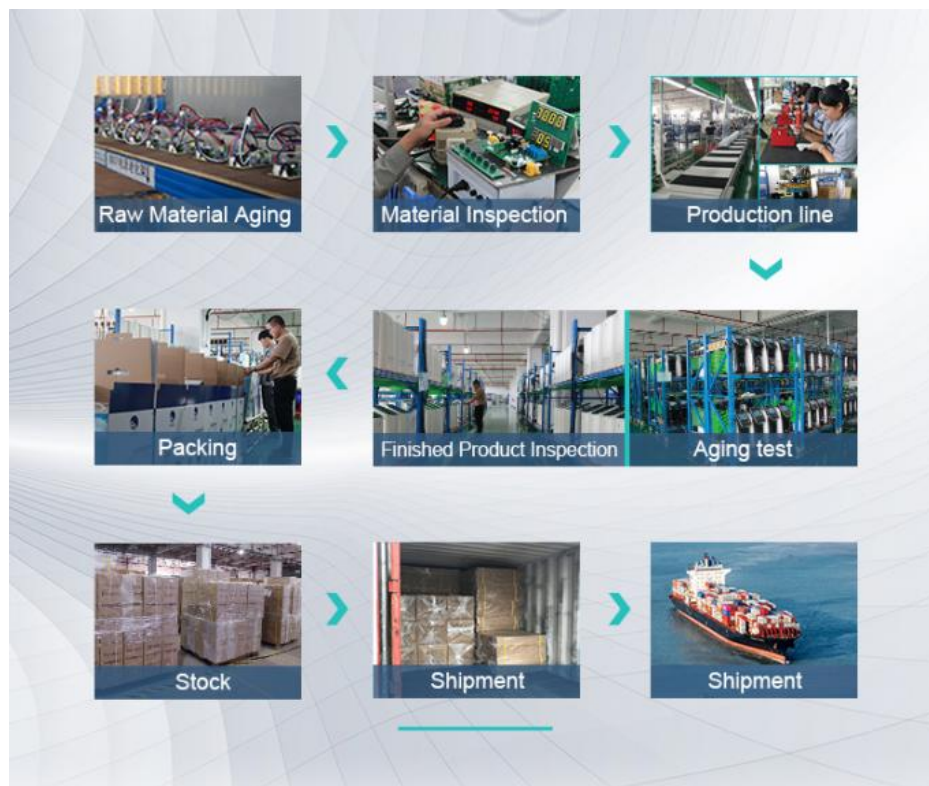 Raw Material Aging
Material Inspection
Production line
Aging test
Finished Product Inspection
Packing
Stock
Shipment
Shipment